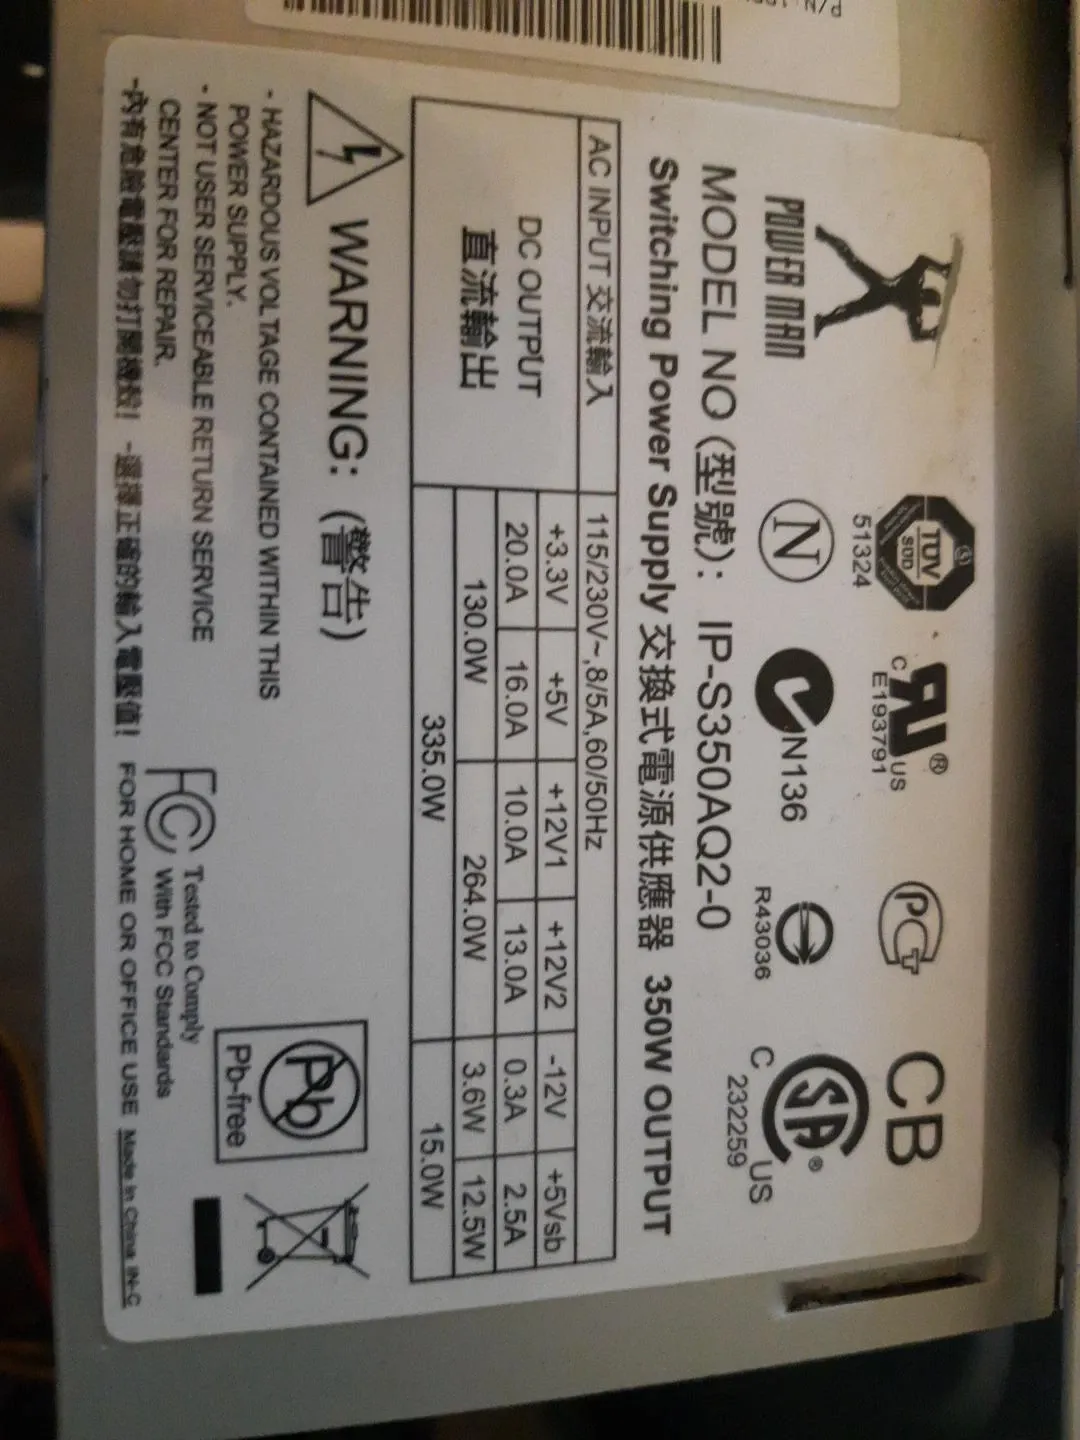 P/N
POWER MAN
TUV
SUD
51324
c UR ® US
E193791
PCT
CB
N
N136
R43036
C SA ® US
232259
MODEL NO (型號): IP-S350AQ2-0
Switching Power Supply 交換式電源供應器 350W OUTPUT
AC INPUT 交流輸入 115/230V~,8/5A,60/50Hz
DC OUTPUT
直流輸出
+3.3V +5V +12V1 +12V2 -12V +5Vsb
20.0A 16.0A 10.0A 13.0A 0.3A 2.5A
130.0W 264.0W 3.6W 12.5W
335.0W 15.0W
WARNING: (警告)
- HAZARDOUS VOLTAGE CONTAINED WITHIN THIS
POWER SUPPLY.
- NOT USER SERVICEABLE RETURN SERVICE
CENTER FOR REPAIR.
-內有危險電壓請勿打開機殼! -選擇正確的輸入電壓值!
Pb
Pb-free
FC Tested to Comply
With FCC Standards
FOR HOME OR OFFICE USE Made In China IN-C